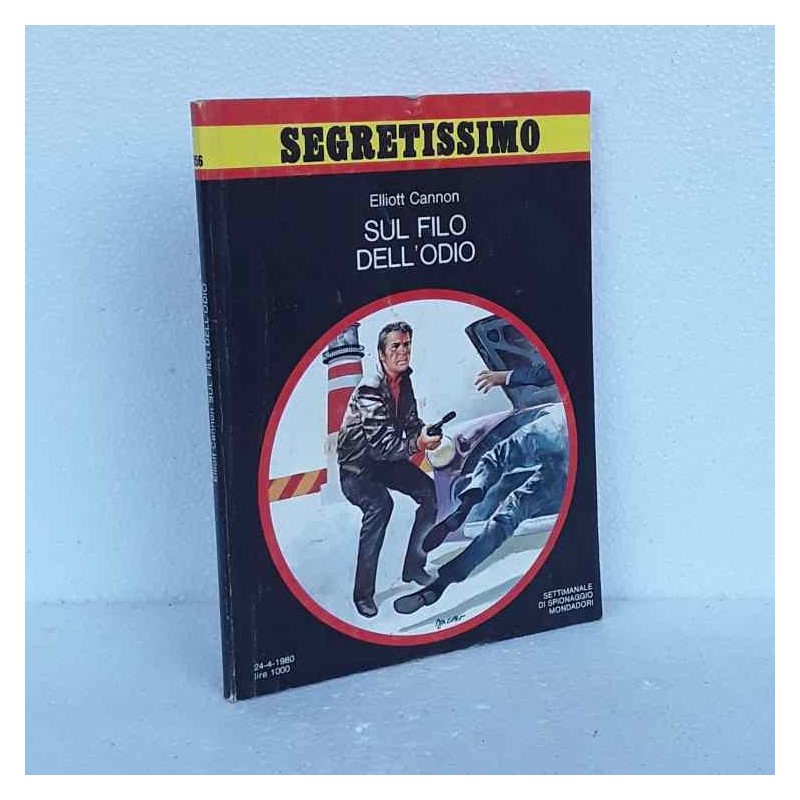 SEGRETISSIMO
Elliott Cannon
SUL FILO
DELL'ODIO
SETTIMANALE
DI SPIONAGGIO
MONDADORI
24-4-1980
lire 1000
Elliott Cannon SUL FILO DELL'ODIO